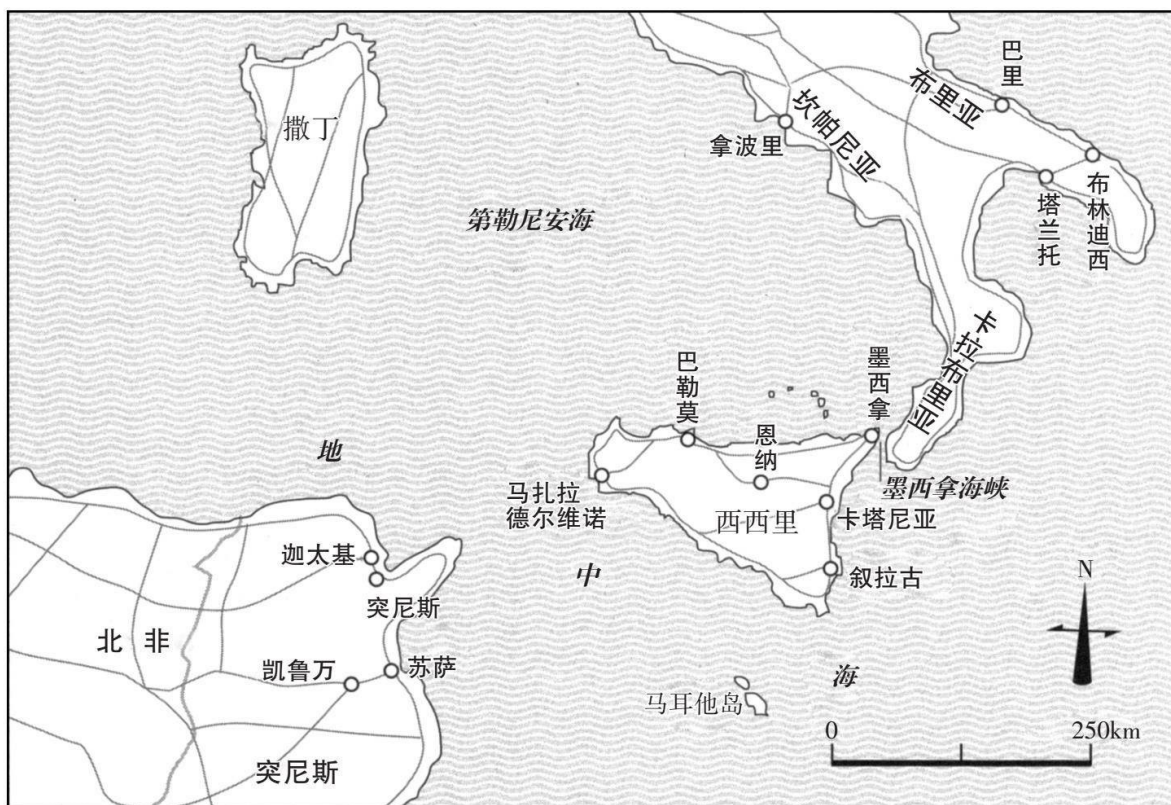 巴里
布里亚
坎帕尼亚
拿波里
撒丁
布林迪西
塔兰托
第勒尼安海
卡拉布里亚
巴勒莫
墨西拿
恩纳
地
墨西拿海峡
马扎拉
德尔维诺
西西里
卡塔尼亚
迦太基
中
叙拉古
突尼斯
N
北非
凯鲁万
苏萨
海
马耳他岛
0
250km
突尼斯